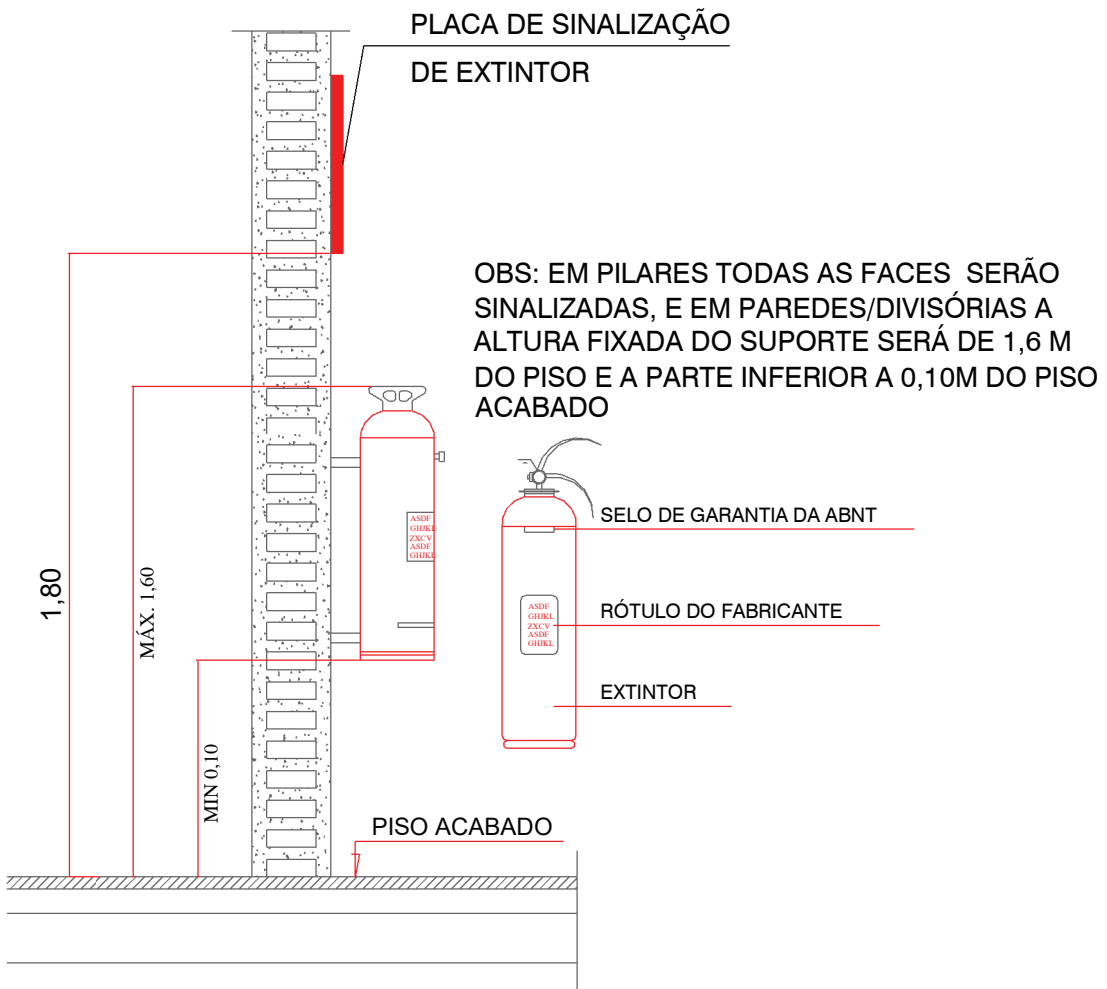 PLACA DE SINALIZAÇÃO
DE EXTINTOR
OBS: EM PILARES TODAS AS FACES SERÃO
SINALIZADAS, E EM PAREDES/DIVISÓRIAS A
ALTURA FIXADA DO SUPORTE SERÁ DE 1,6 M
DO PISO E A PARTE INFERIOR A 0,10M DO PISO
ACABADO
ASDF
GHJKL
ZXCV
ASDF
GHJKL
SELO DE GARANTIA DA ABNT
ASDF
GHJKL
ZXCV
ASDF
GHJKL
RÓTULO DO FABRICANTE
EXTINTOR
1,80
MÁX. 1,60
MIN 0,10
PISO ACABADO